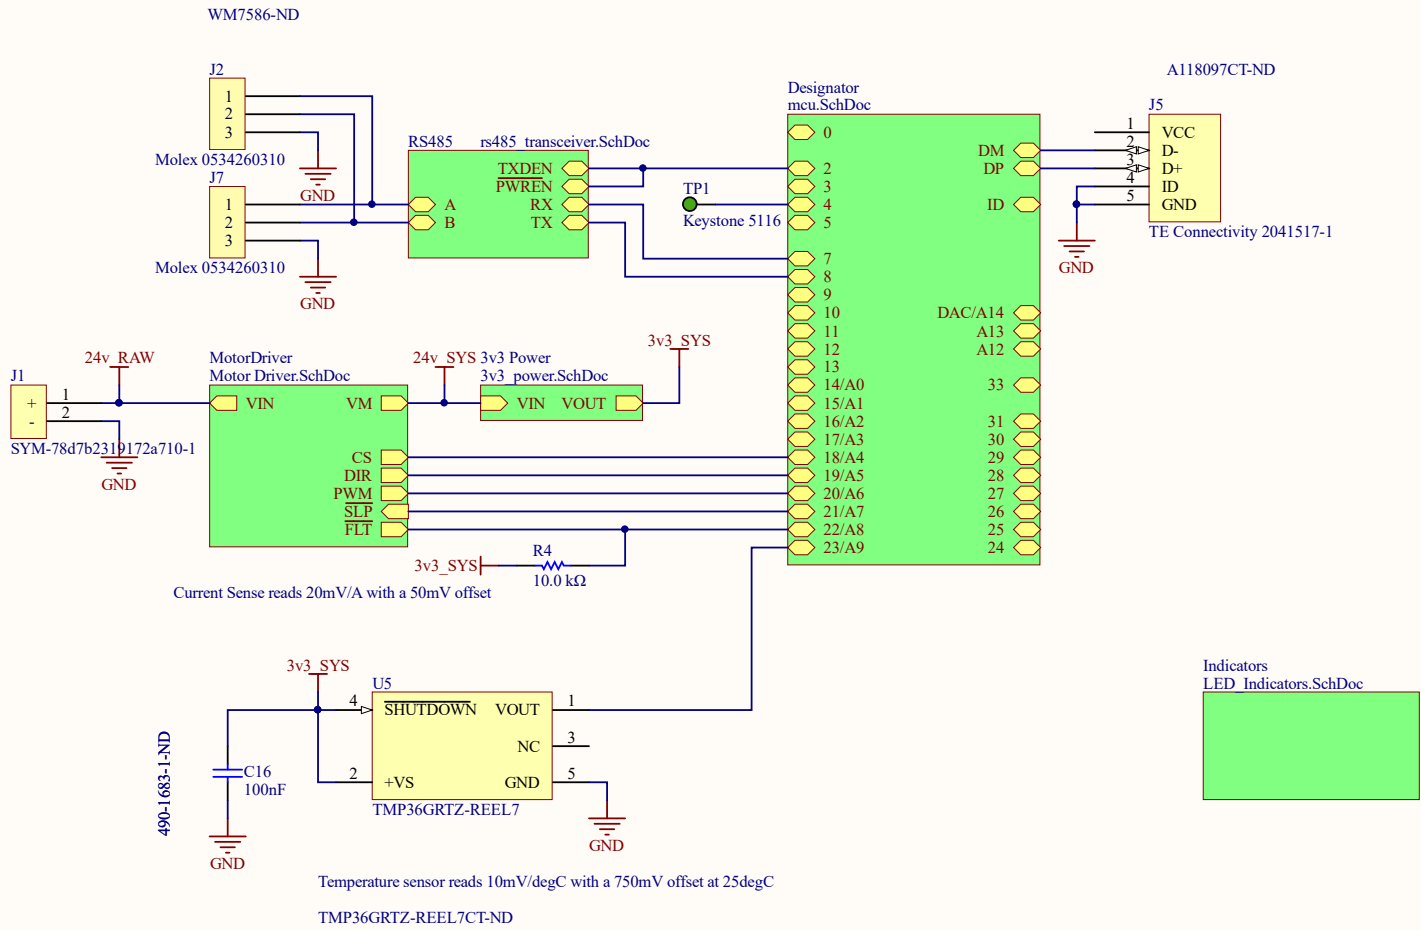 WM7586-ND
J2
1
2
3
Molex 0534260310
GND
J7
1
2
3
Molex 0534260310
GND
RS485 rs485_transceiver.SchDoc
TXDEN
PWREN
A RX
B TX
TP1
Keystone 5116
Designator
mcu.SchDoc
0
2
3
4
5
7
8
9
10
11
12
13
14/A0
15/A1
16/A2
17/A3
18/A4
19/A5
20/A6
21/A7
22/A8
23/A9
DM
DP
ID
DAC/A14
A13
A12
33
31
30
29
28
27
26
25
24
A118097CT-ND
J5
1 VCC
2 D-
3 D+
4 ID
5 GND
TE Connectivity 2041517-1
GND
J1
+ 1
- 2
SYM-78d7b2319172a710-1
24v_RAW
GND
MotorDriver
Motor Driver.SchDoc
VIN VM
CS
DIR
PWM
SLP
FLT
24v_SYS
3v3 Power
3v3_power.SchDoc
VIN VOUT
3v3_SYS
3v3_SYS
R4
10.0 kΩ
Current Sense reads 20mV/A with a 50mV offset
3v3_SYS
U5
4 SHUTDOWN VOUT 1
NC 3
2 +VS GND 5
TMP36GRTZ-REEL7
GND
490-1683-1-ND
C16
100nF
GND
Temperature sensor reads 10mV/degC with a 750mV offset at 25degC
TMP36GRTZ-REEL7CT-ND
Indicators
LED_Indicators.SchDoc